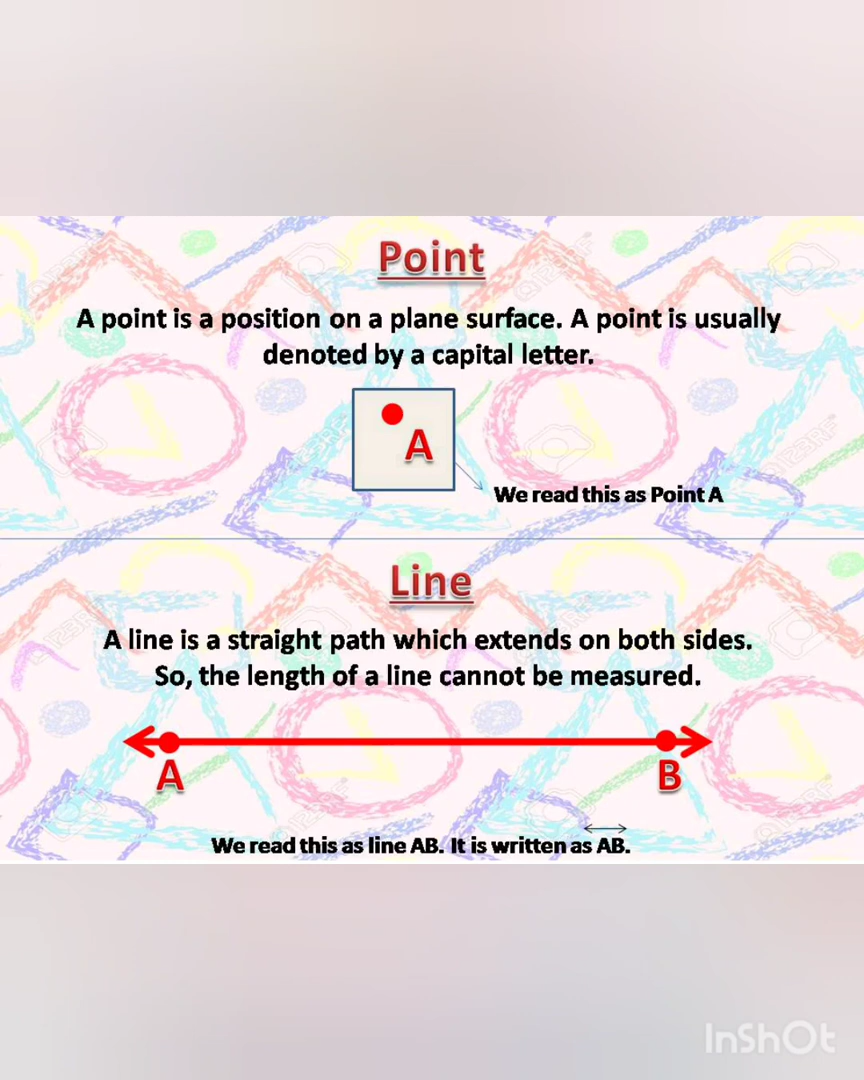 Point
A point is a position on a plane surface. A point is usually
denoted by a capital letter.
A
We read this as Point A
Line
A line is a straight path which extends on both sides.
So, the length of a line cannot be measured.
A B
We read this as line AB. It is written as AB.
InShOt